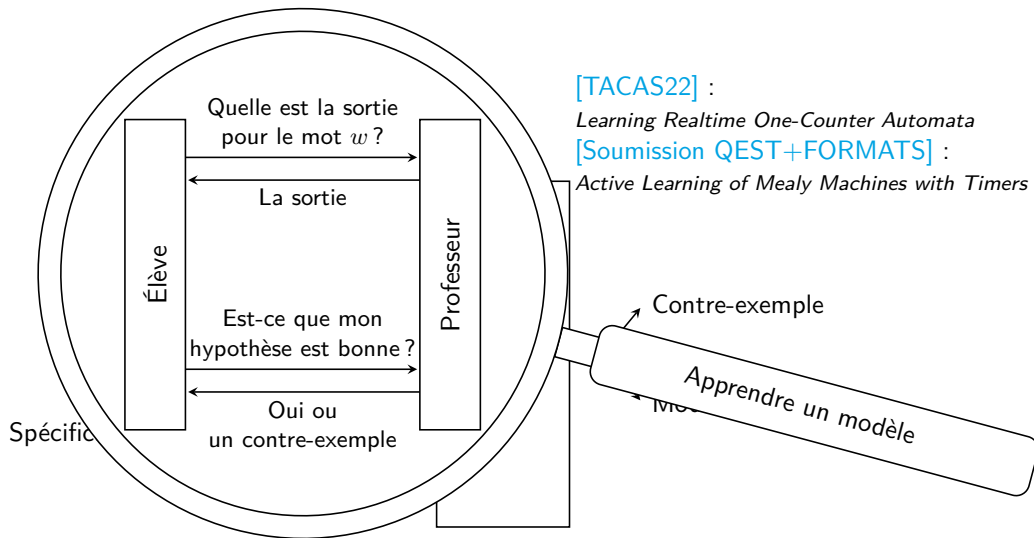 Quelle est la sortie
pour le mot w ?
La sortie
Élève
Professeur
Est-ce que mon
hypothèse est bonne ?
Oui ou
un contre-exemple
[TACAS22] :
Learning Realtime One-Counter Automata
[Soumission QEST+FORMATS] :
Active Learning of Mealy Machines with Timers
Contre-exemple
Apprendre un modèle
Spécific